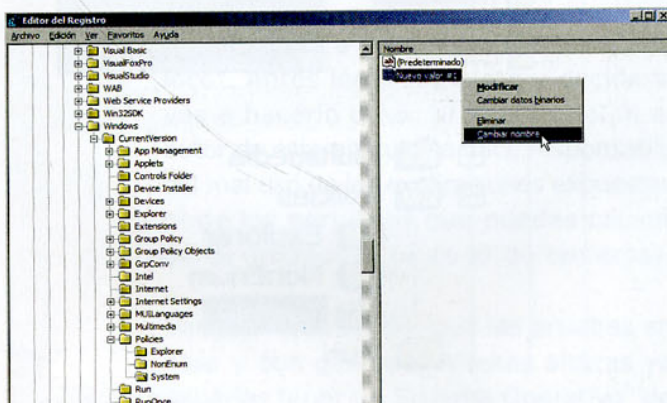 Editor del Registro
Archivo Edición Ver Favoritos Ayuda
Visual Basic
VisualFoxPro
VisualStudio
WAB
Web Service Providers
Win32SDK
Windows
CurrentVersion
App Management
Applets
Controls Folder
Device Installer
Devices
Explorer
Extensions
Group Policy
Group Policy Objects
GrpConv
Intel
Internet
Internet Settings
MUILanguages
Multimedia
Policies
Explorer
NonEnum
System
Run
RunOnce
Nombre
(Predeterminado)
Nuevo valor #1
Modificar
Cambiar datos binarios
Eliminar
Cambiar nombre